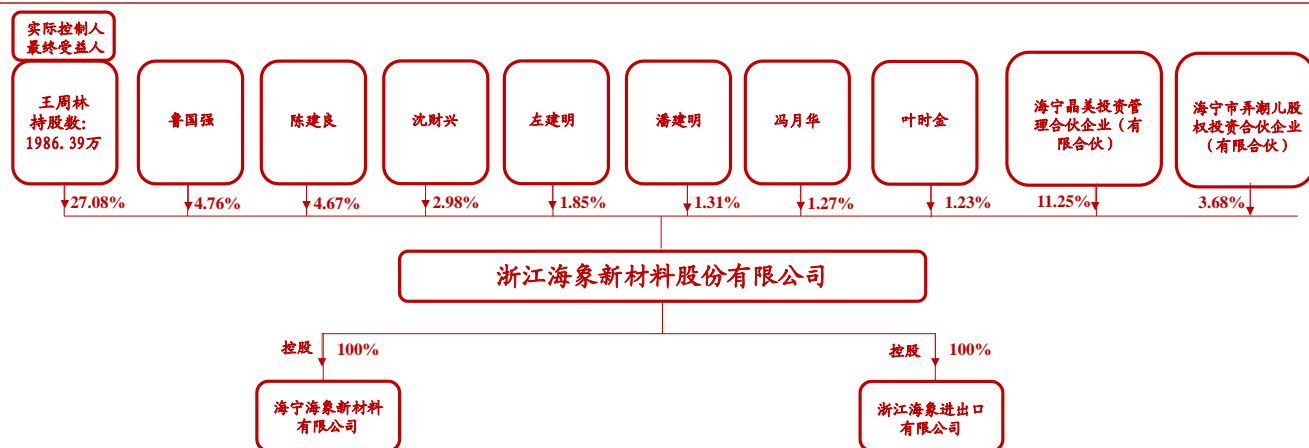 实际控制人
最终受益人
王周林
持股数:
1986.39万
鲁国强
陈建良
沈财兴
左建明
潘建明
冯月华
叶时金
海宁晶美投资管
理合伙企业（有
限合伙）
海宁市弄潮儿股
权投资合伙企业
（有限合伙）
27.08%
4.76%
4.67%
2.98%
1.85%
1.31%
1.27%
1.23%
11.25%
3.68%
浙江海象新材料股份有限公司
控股 100%
控股 100%
海宁海象新材料
有限公司
浙江海象进出口
有限公司